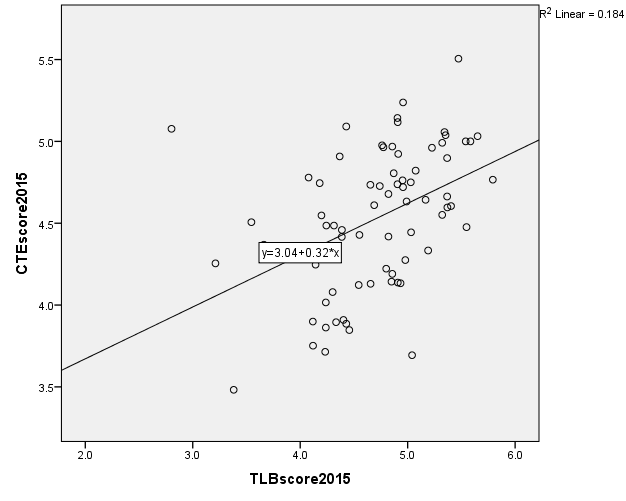 R² Linear = 0.184
5.5
5.0
4.5
4.0
3.5
CTEscore2015
y=3.04+0.32*x
2.0 3.0 4.0 5.0 6.0
TLBscore2015